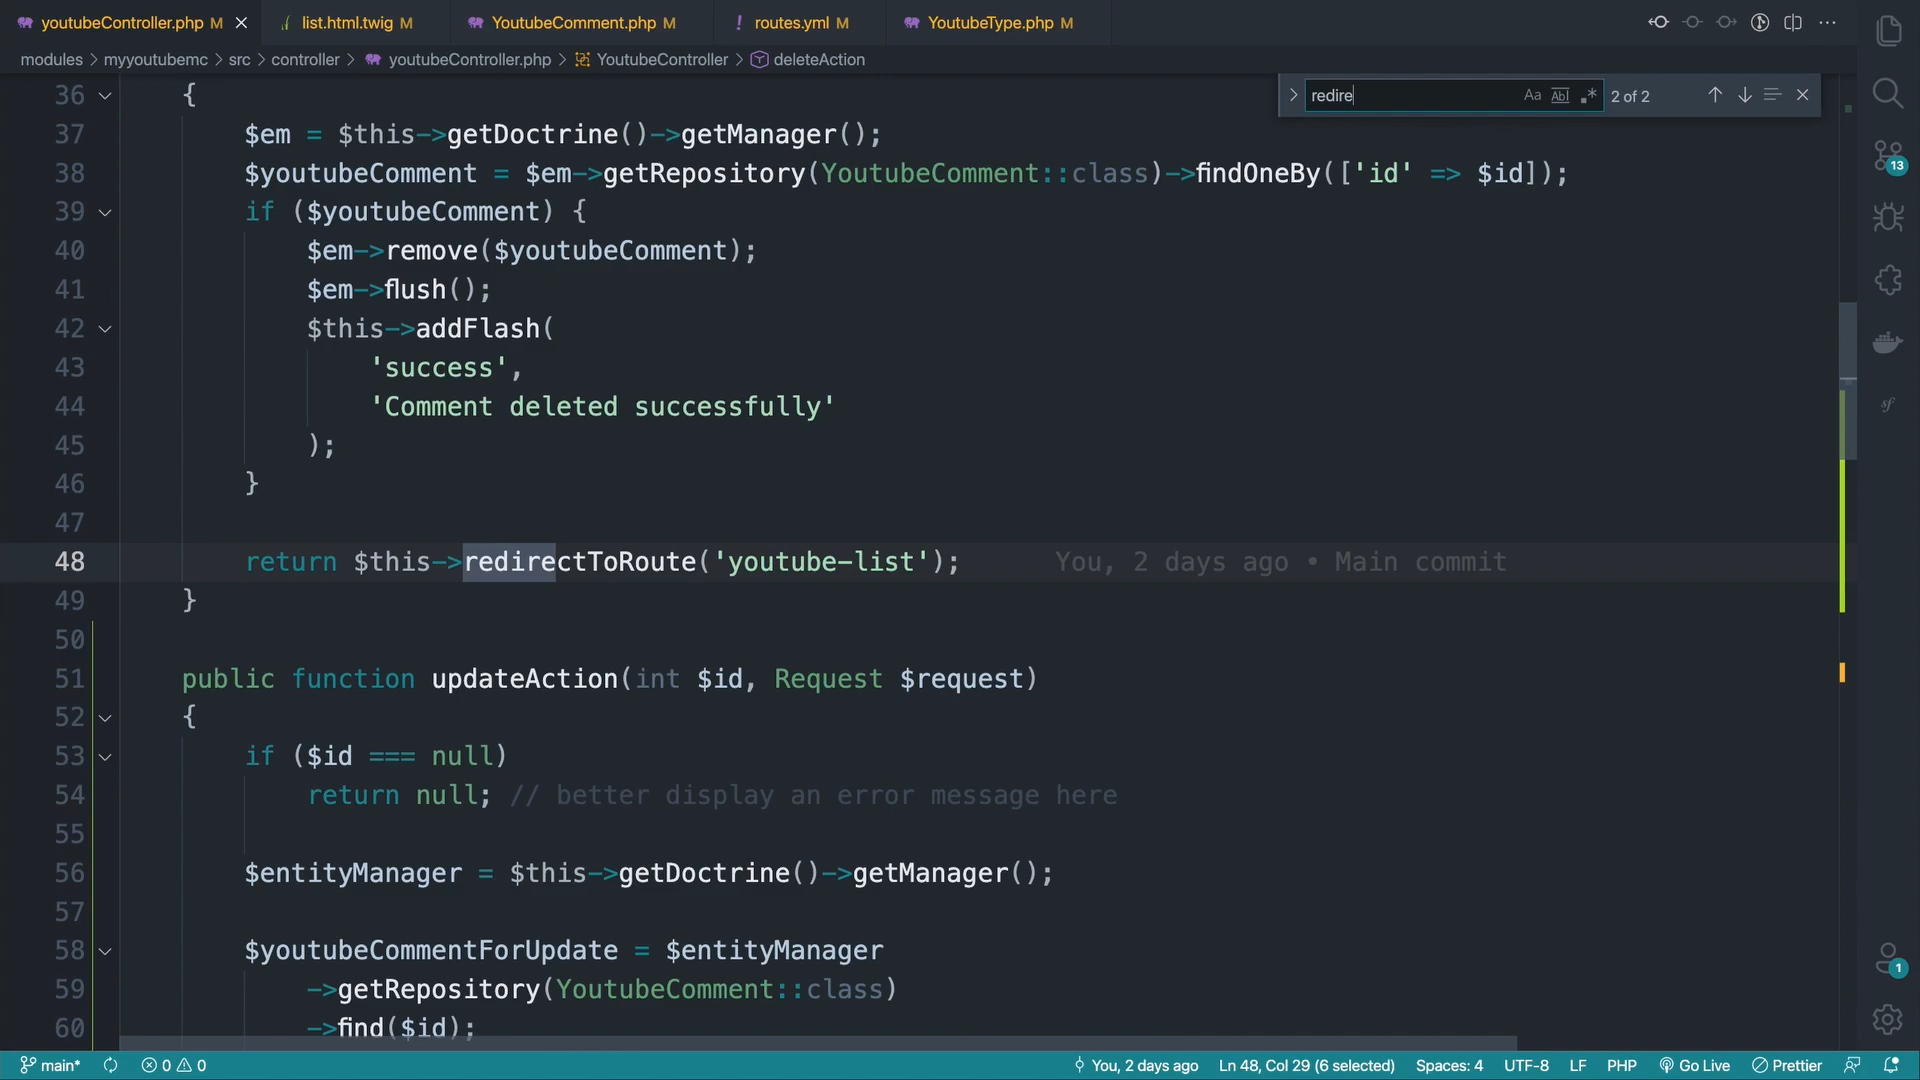 youtubeController.php M
list.html.twig M
YoutubeComment.php M
! routes.yml M
YoutubeType.php M
modules > myyoutubemc > src > controller > youtubeController.php > YoutubeController > deleteAction
redire Aa Abl .* 2 of 2
36 {
37 $em = $this->getDoctrine()->getManager();
38 $youtubeComment = $em->getRepository(YoutubeComment::class)->findOneBy(['id' => $id]);
39 if ($youtubeComment) {
40 $em->remove($youtubeComment);
41 $em->flush();
42 $this->addFlash(
43 'success',
44 'Comment deleted successfully'
45 );
46 }
47
48 return $this->redirectToRoute('youtube-list'); You, 2 days ago • Main commit
49 }
50
51 public function updateAction(int $id, Request $request)
52 {
53 if ($id === null)
54 return null; // better display an error message here
55
56 $entityManager = $this->getDoctrine()->getManager();
57
58 $youtubeCommentForUpdate = $entityManager
59 ->getRepository(YoutubeComment::class)
60 ->find($id);
13
sf
1
main* 0 0 You, 2 days ago Ln 48, Col 29 (6 selected) Spaces: 4 UTF-8 LF PHP Go Live Prettier